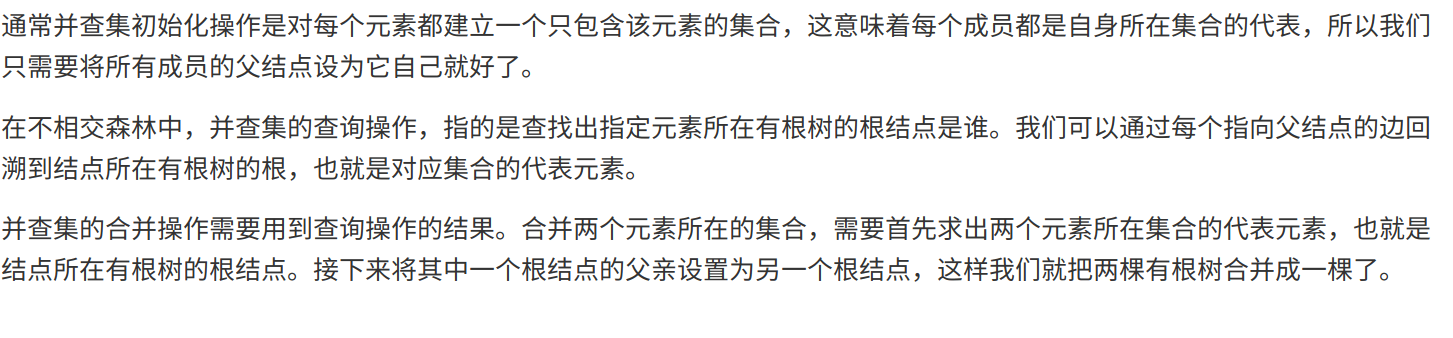 通常并查集初始化操作是对每个元素都建立一个只包含该元素的集合，这意味着每个成员都是自身所在集合的代表，所以我们
只需要将所有成员的父结点设为它自己就好了。
在不相交森林中，并查集的查询操作，指的是查找出指定元素所在有根树的根结点是谁。我们可以通过每个指向父结点的边回
溯到结点所在有根树的根，也就是对应集合的代表元素。
并查集的合并操作需要用到查询操作的结果。合并两个元素所在的集合，需要首先求出两个元素所在集合的代表元素，也就是
结点所在有根树的根结点。接下来将其中一个根结点的父亲设置为另一个根结点，这样我们就把两棵有根树合并成一棵了。